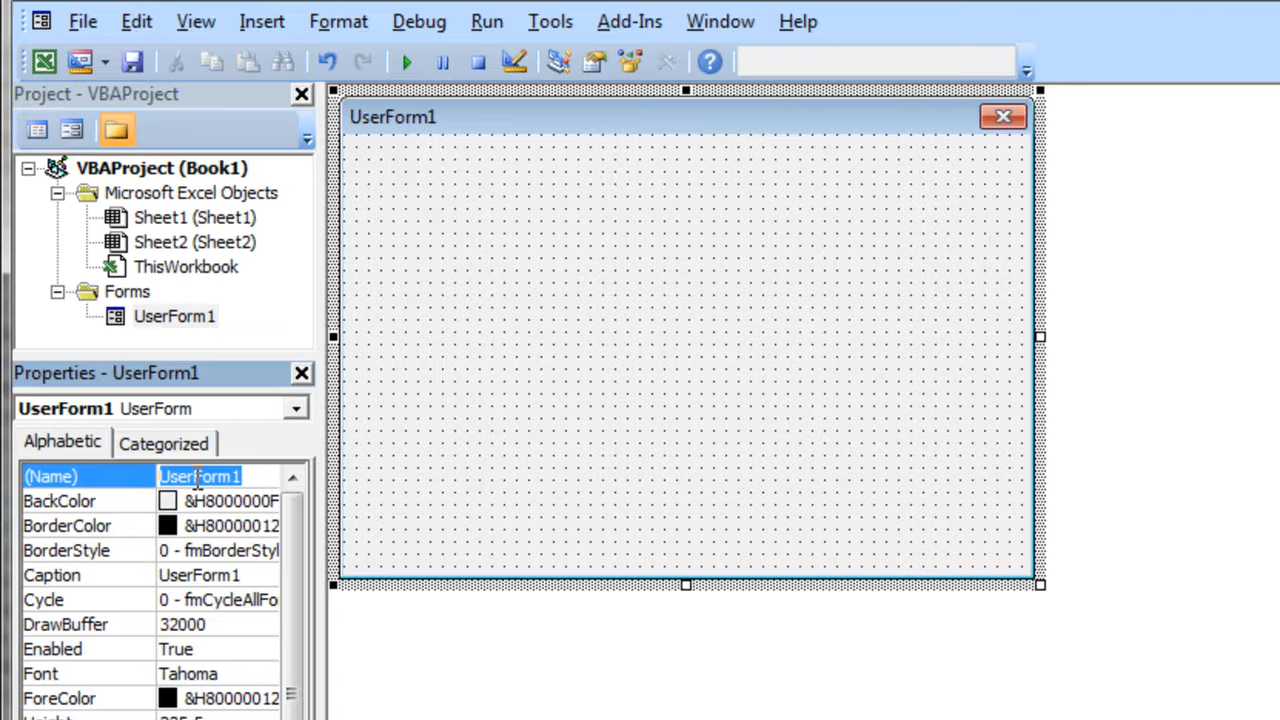 File Edit View Insert Format Debug Run Tools Add-Ins Window Help
Project - VBAProject
VBAProject (Book1)
Microsoft Excel Objects
Sheet1 (Sheet1)
Sheet2 (Sheet2)
ThisWorkbook
Forms
UserForm1
Properties - UserForm1
UserForm1 UserForm
Alphabetic Categorized
(Name) UserForm1
BackColor &H8000000F
BorderColor &H80000012
BorderStyle 0 - fmBorderStyl
Caption UserForm1
Cycle 0 - fmCycleAllFo
DrawBuffer 32000
Enabled True
Font Tahoma
ForeColor &H80000012
UserForm1